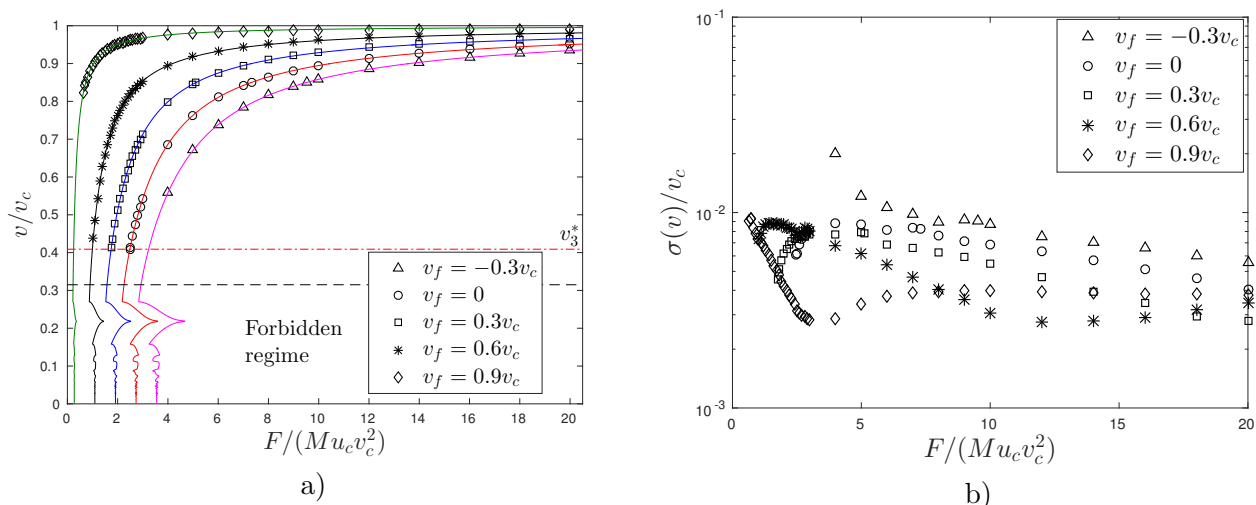 1
0.9
0.8
0.7
0.6
0.5
0.4
0.3
0.2
0.1
0
v/v_c
v_3^*
v_f = −0.3v_c
v_f = 0
v_f = 0.3v_c
v_f = 0.6v_c
v_f = 0.9v_c
Forbidden
regime
0 2 4 6 8 10 12 14 16 18 20
F/(Mu_cv_c^2)
a)
10^{-1}
10^{-2}
10^{-3}
σ(v)/v_c
v_f = −0.3v_c
v_f = 0
v_f = 0.3v_c
v_f = 0.6v_c
v_f = 0.9v_c
0 5 10 15 20
F/(Mu_cv_c^2)
b)